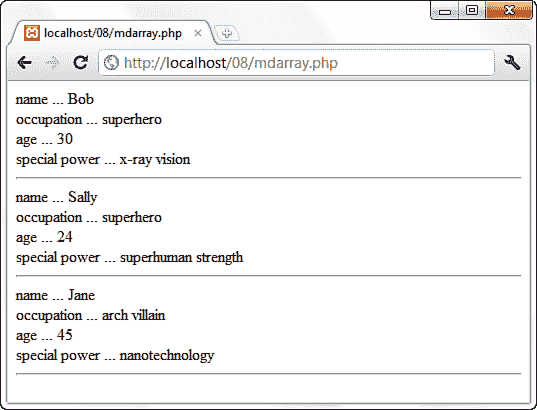 localhost/08/mdarray.php
http://localhost/08/mdarray.php
name ... Bob
occupation ... superhero
age ... 30
special power ... x-ray vision
name ... Sally
occupation ... superhero
age ... 24
special power ... superhuman strength
name ... Jane
occupation ... arch villain
age ... 45
special power ... nanotechnology